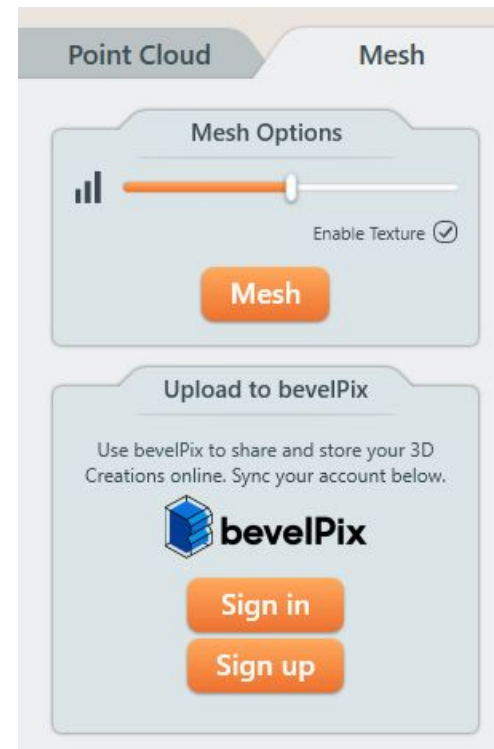 Point Cloud Mesh
Mesh Options
Enable Texture
Mesh
Upload to bevelPix
Use bevelPix to share and store your 3D
Creations online. Sync your account below.
bevelPix
Sign in
Sign up